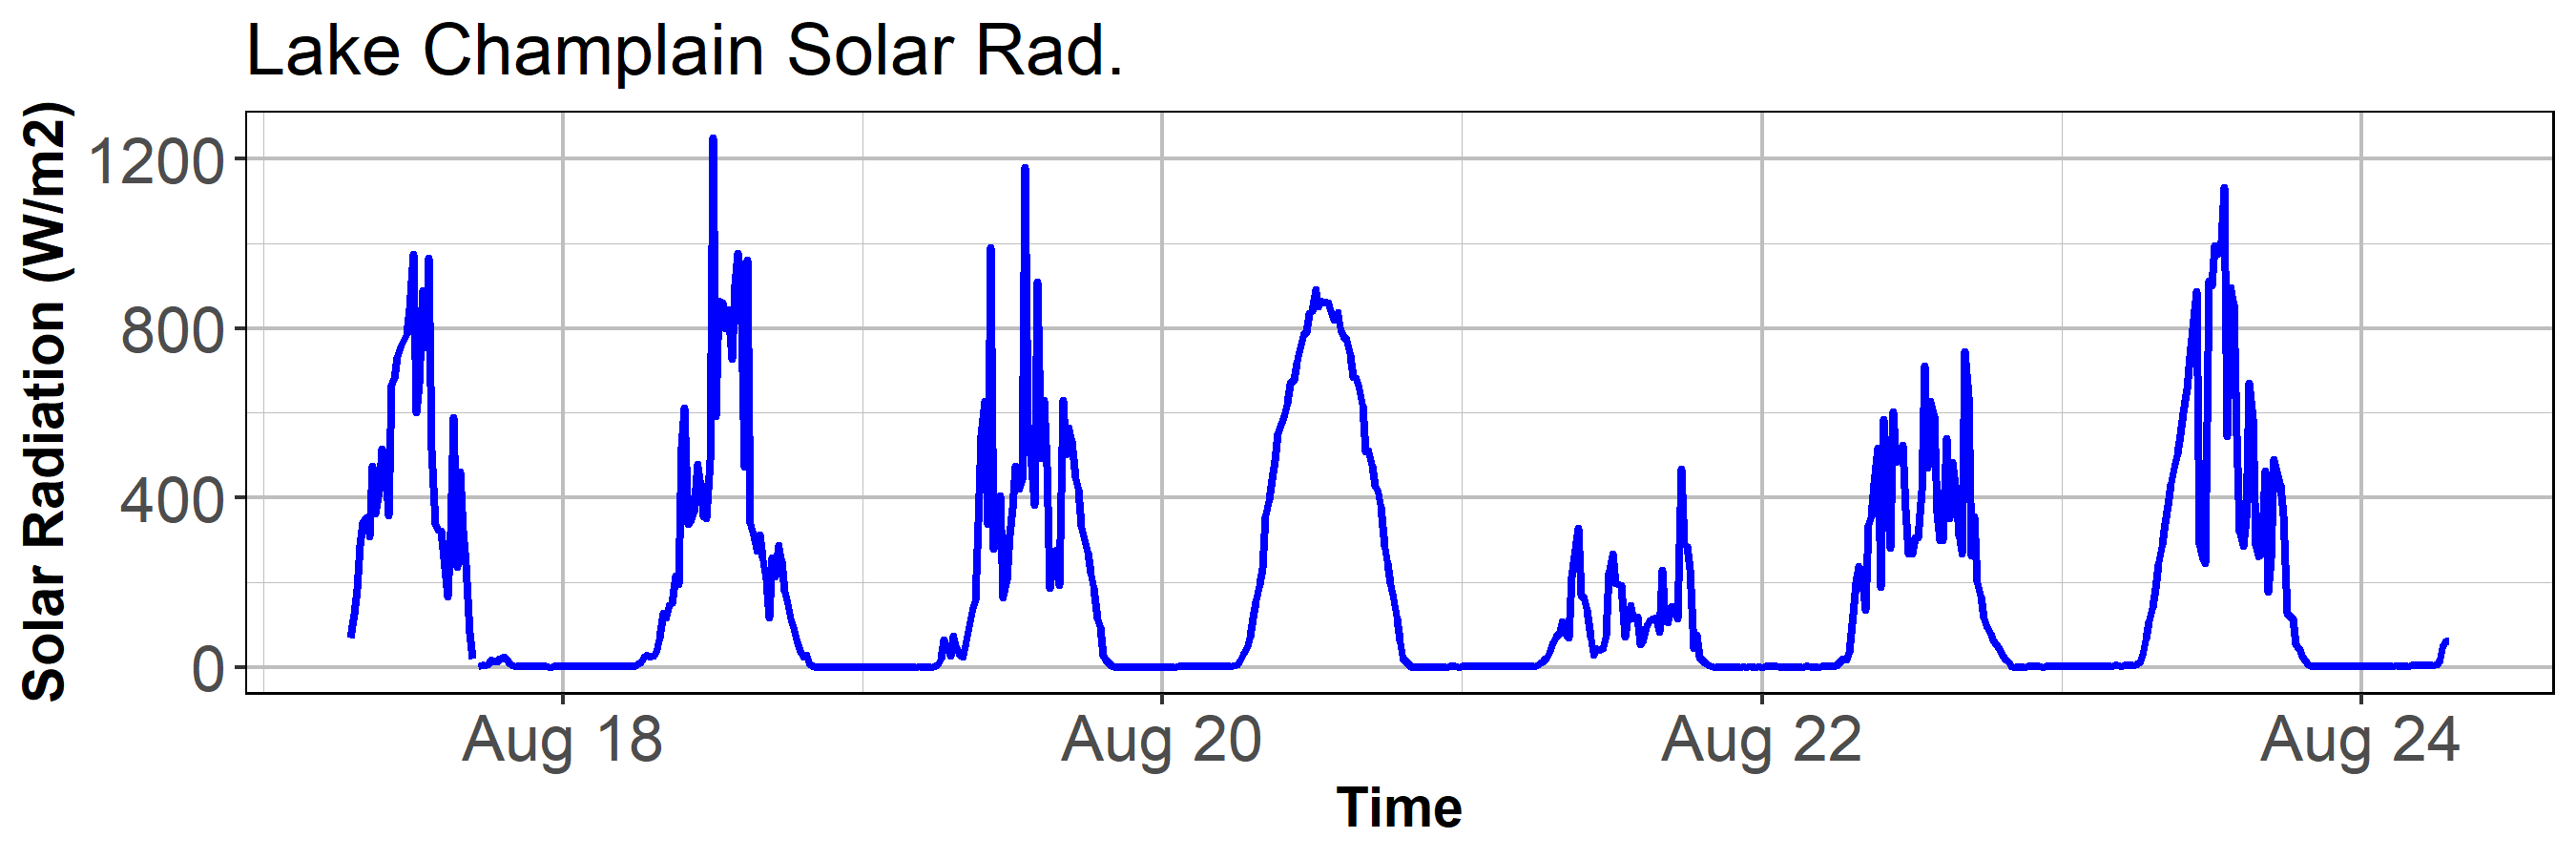 Lake Champlain Solar Rad.
Solar Radiation (W/m2)
1200
800
400
0
Aug 18
Aug 20
Aug 22
Aug 24
Time